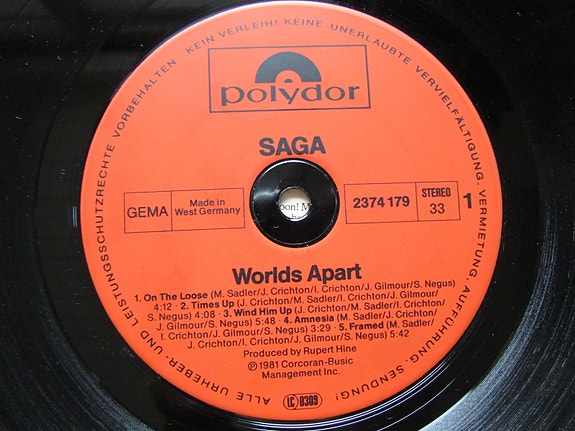 ALLE URHEBER- UND LEISTUNGSSCHUTZRECHTE VORBEHALTEN · KEIN VERLEIH! KEINE UNERLAUBTE VERVIELFÄLTIGUNG, VERMIETUNG, AUFFÜHRUNG, SENDUNG!
polydor
SAGA
GEMA
Made in
West Germany
oon! M
2374 179
STEREO
33
1
Worlds Apart
1. On The Loose (M. Sadler/J. Crichton/I. Crichton/J. Gilmour/S. Negus)
4:12 · 2. Times Up (J. Crichton/M. Sadler/I. Crichton/J. Gilmour/
S. Negus) 4:08 · 3. Wind Him Up (J. Crichton/M. Sadler/I. Crichton/
J. Gilmour/S. Negus) 5:48 · 4. Amnesia (M. Sadler/J. Crichton/
I. Crichton/J. Gilmour/S. Negus) 3:29 · 5. Framed (M. Sadler/
J. Crichton/I. Crichton/J. Gilmour/S. Negus) 5:42
Produced by Rupert Hine
℗ 1981 Corcoran-Busic
Management Inc.
LC 0309